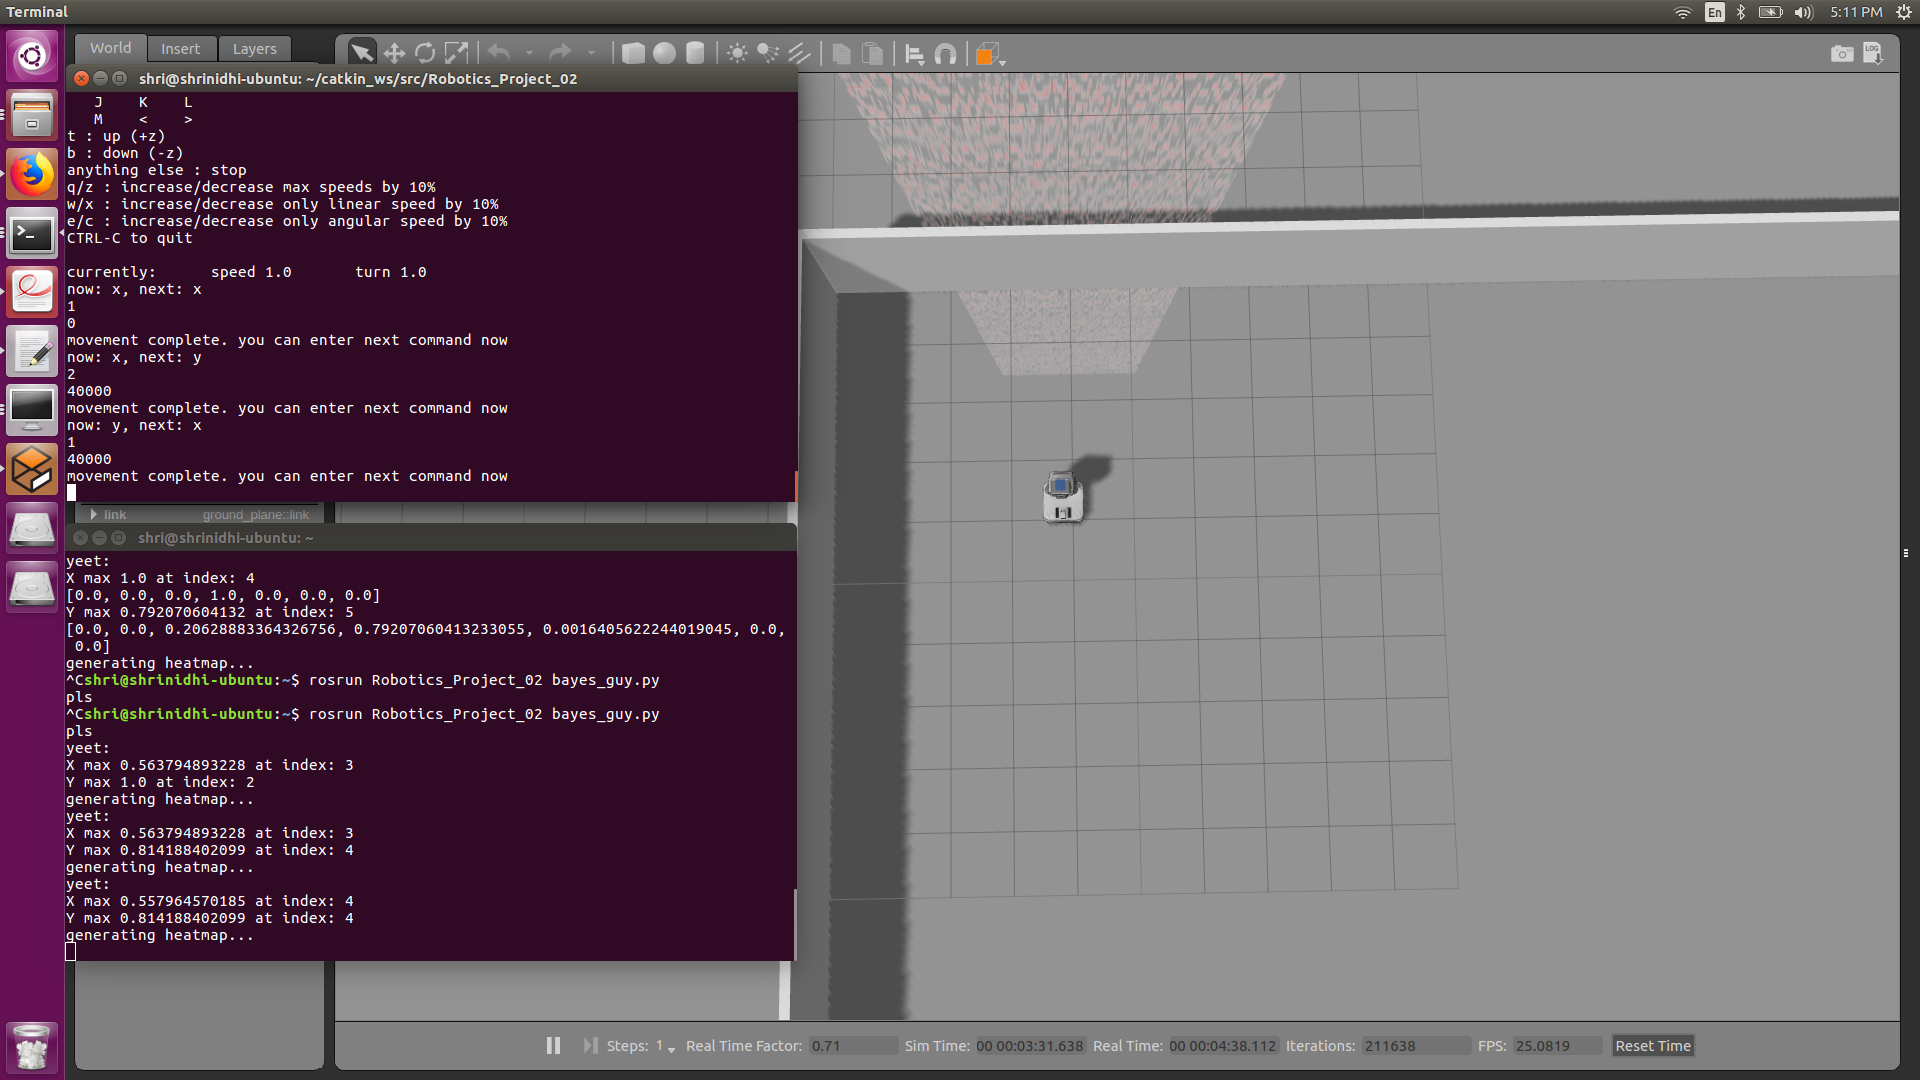 Terminal
En
5:11 PM
World Insert Layers
LOG
shri@shrinidhi-ubuntu: ~/catkin_ws/src/Robotics_Project_02
J K L
M < >
t : up (+z)
b : down (-z)
anything else : stop
q/z : increase/decrease max speeds by 10%
w/x : increase/decrease only linear speed by 10%
e/c : increase/decrease only angular speed by 10%
CTRL-C to quit
currently: speed 1.0 turn 1.0
now: x, next: x
1
0
movement complete. you can enter next command now
now: x, next: y
2
40000
movement complete. you can enter next command now
now: y, next: x
1
40000
movement complete. you can enter next command now
link ground_plane::link
shri@shrinidhi-ubuntu: ~
yeet:
X max 1.0 at index: 4
[0.0, 0.0, 0.0, 1.0, 0.0, 0.0, 0.0]
Y max 0.792070604132 at index: 5
[0.0, 0.0, 0.20628883364326756, 0.79207060413233055, 0.0016405622244019045, 0.0,
0.0]
generating heatmap...
^Cshri@shrinidhi-ubuntu:~$ rosrun Robotics_Project_02 bayes_guy.py
pls
^Cshri@shrinidhi-ubuntu:~$ rosrun Robotics_Project_02 bayes_guy.py
pls
yeet:
X max 0.563794893228 at index: 3
Y max 1.0 at index: 2
generating heatmap...
yeet:
X max 0.563794893228 at index: 3
Y max 0.814188402099 at index: 4
generating heatmap...
yeet:
X max 0.557964570185 at index: 4
Y max 0.814188402099 at index: 4
generating heatmap...
Steps: 1 Real Time Factor: 0.71 Sim Time: 00 00:03:31.638 Real Time: 00 00:04:38.112 Iterations: 211638 FPS: 25.0819 Reset Time